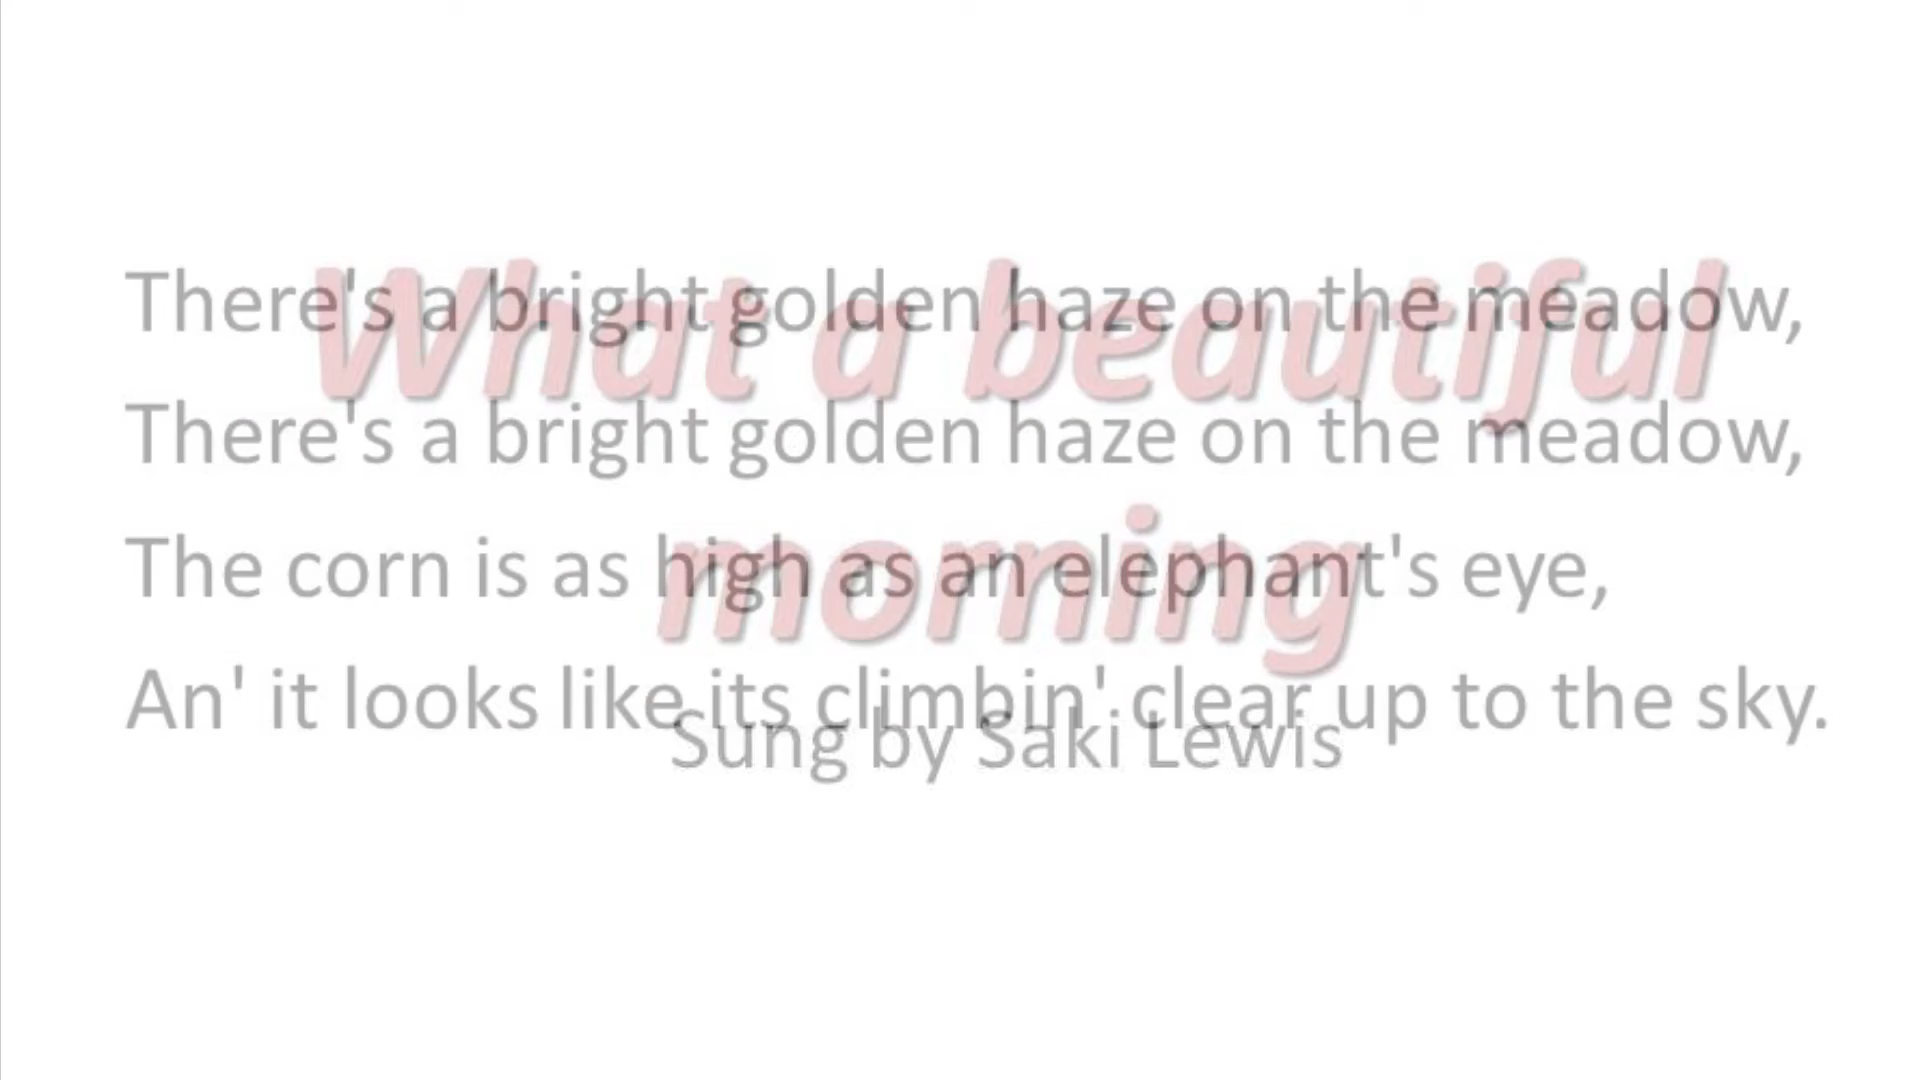 What a beautiful
morning
Sung by Saki Lewis
There's a bright golden haze on the meadow,
There's a bright golden haze on the meadow,
The corn is as high as an elephant's eye,
An' it looks like its climbin' clear up to the sky.